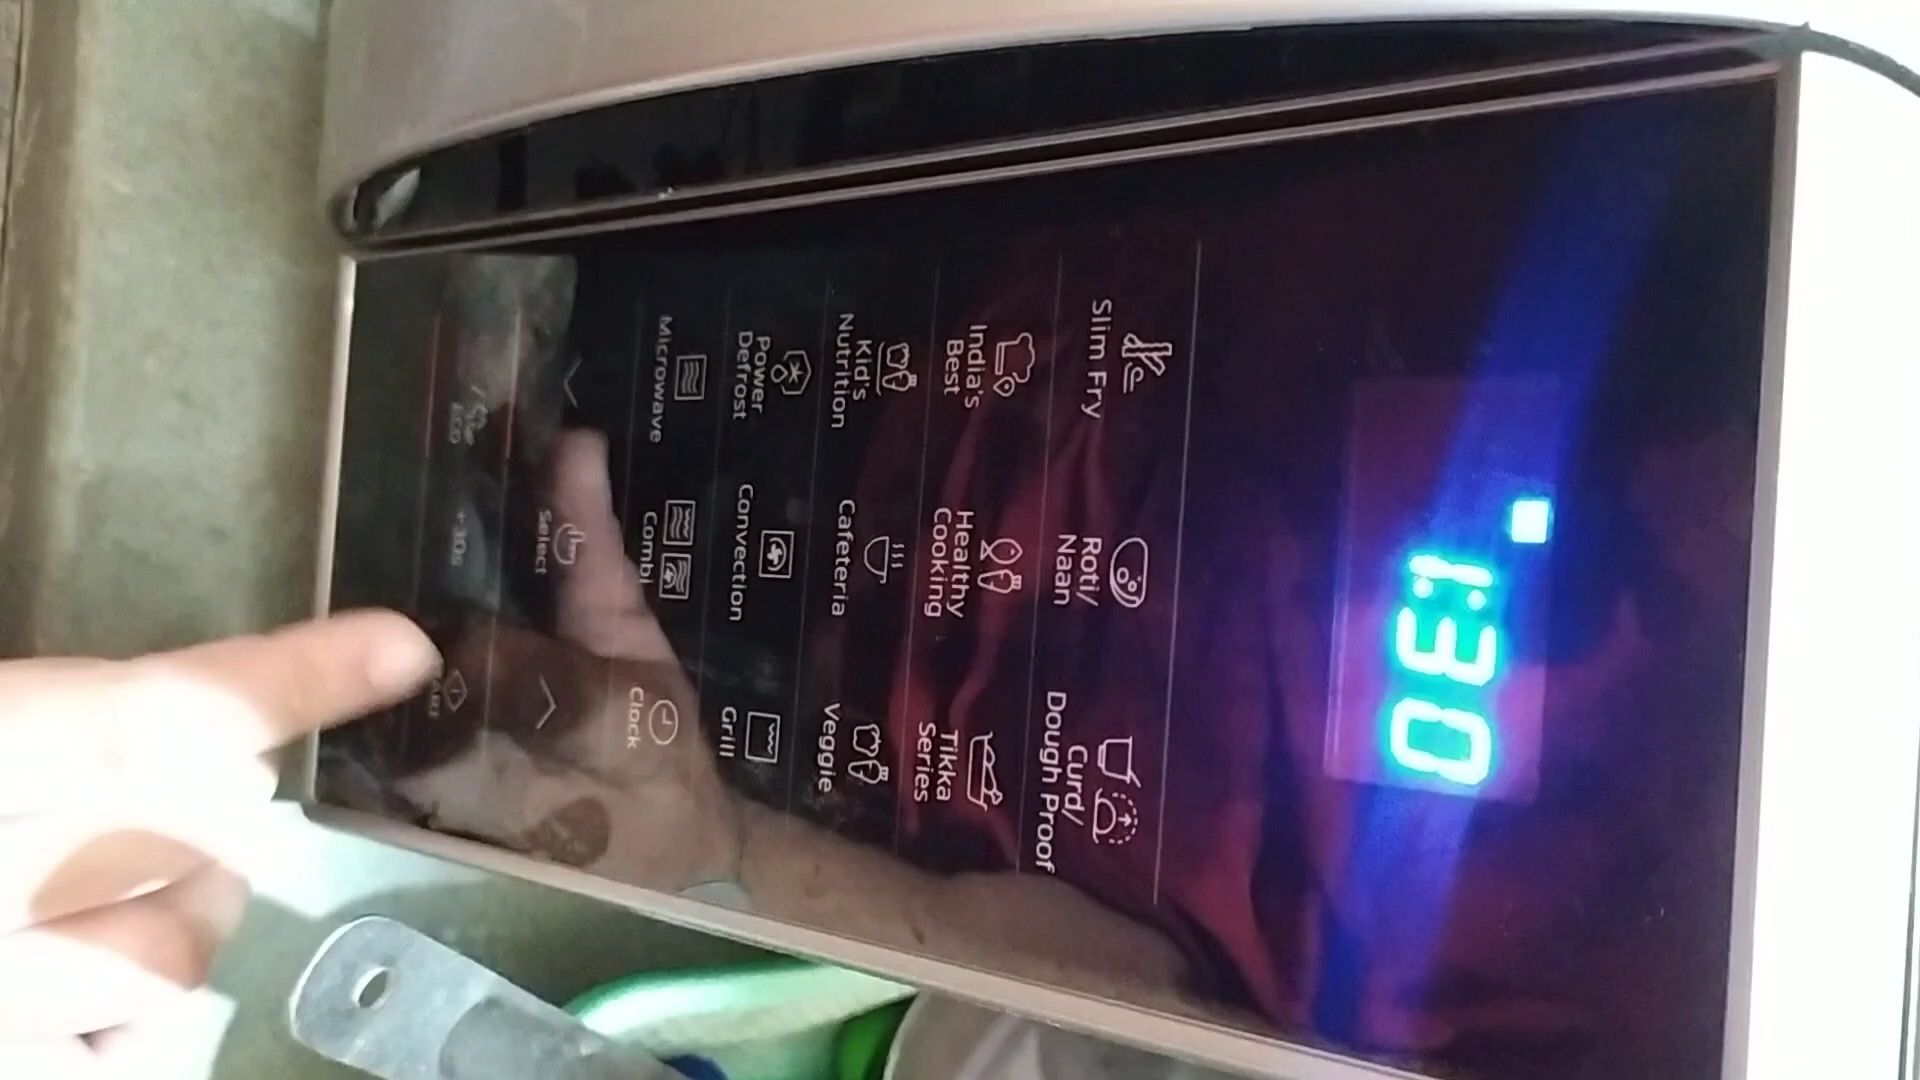 1:30
Slim Fry
Roti/
Naan
Curd/
Dough Proof
India's
Best
Healthy
Cooking
Tikka
Series
Kid's
Nutrition
Cafeteria
Veggie
Power
Defrost
Convection
Grill
Microwave
Combi
Clock
Select
ECO
+30s